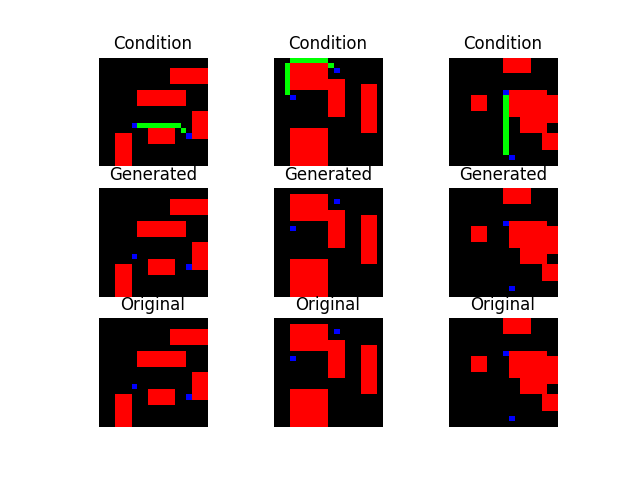 Condition Condition Condition
Generated Generated Generated
Original Original Original